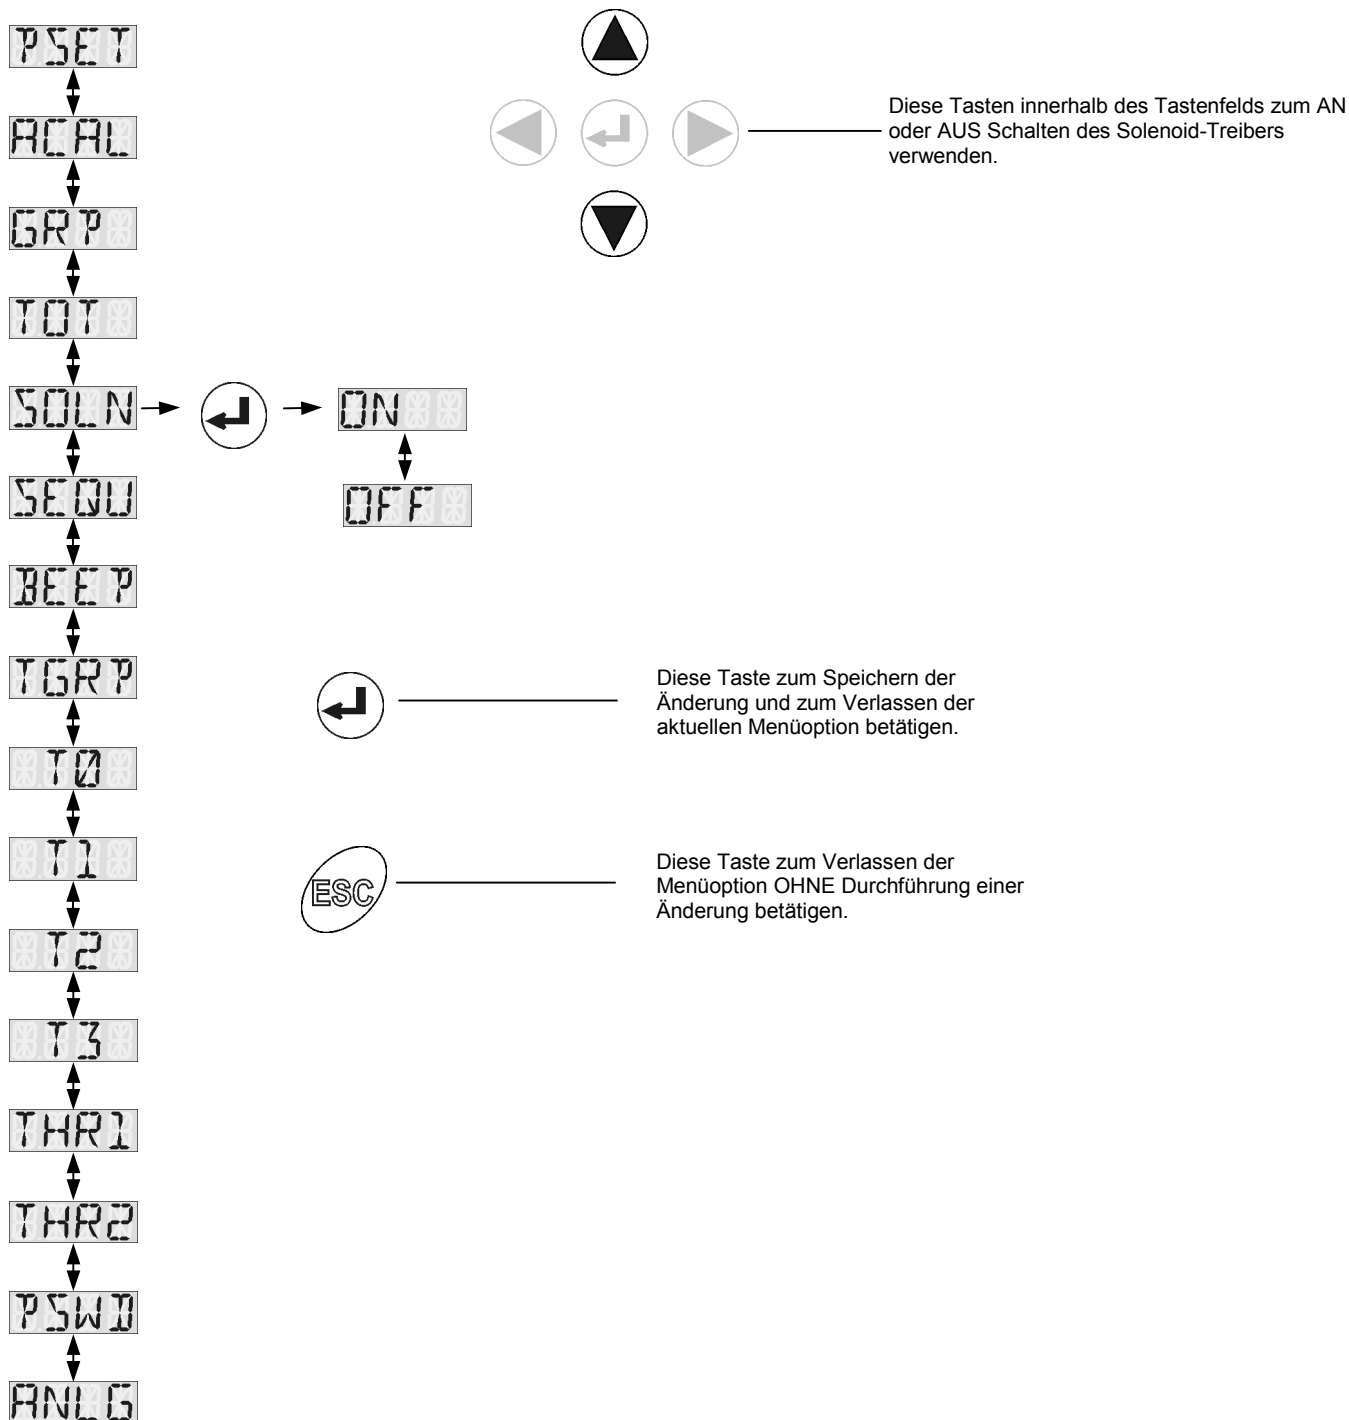 PSET
ACAL
GRP
TOT
SOLN
ON
OFF
SEQU
BEEP
TGRP
T0
T1
T2
T3
THR1
THR2
PSWD
ANLG
Diese Tasten innerhalb des Tastenfelds zum AN
oder AUS Schalten des Solenoid-Treibers
verwenden.
Diese Taste zum Speichern der
Änderung und zum Verlassen der
aktuellen Menüoption betätigen.
ESC
Diese Taste zum Verlassen der
Menüoption OHNE Durchführung einer
Änderung betätigen.